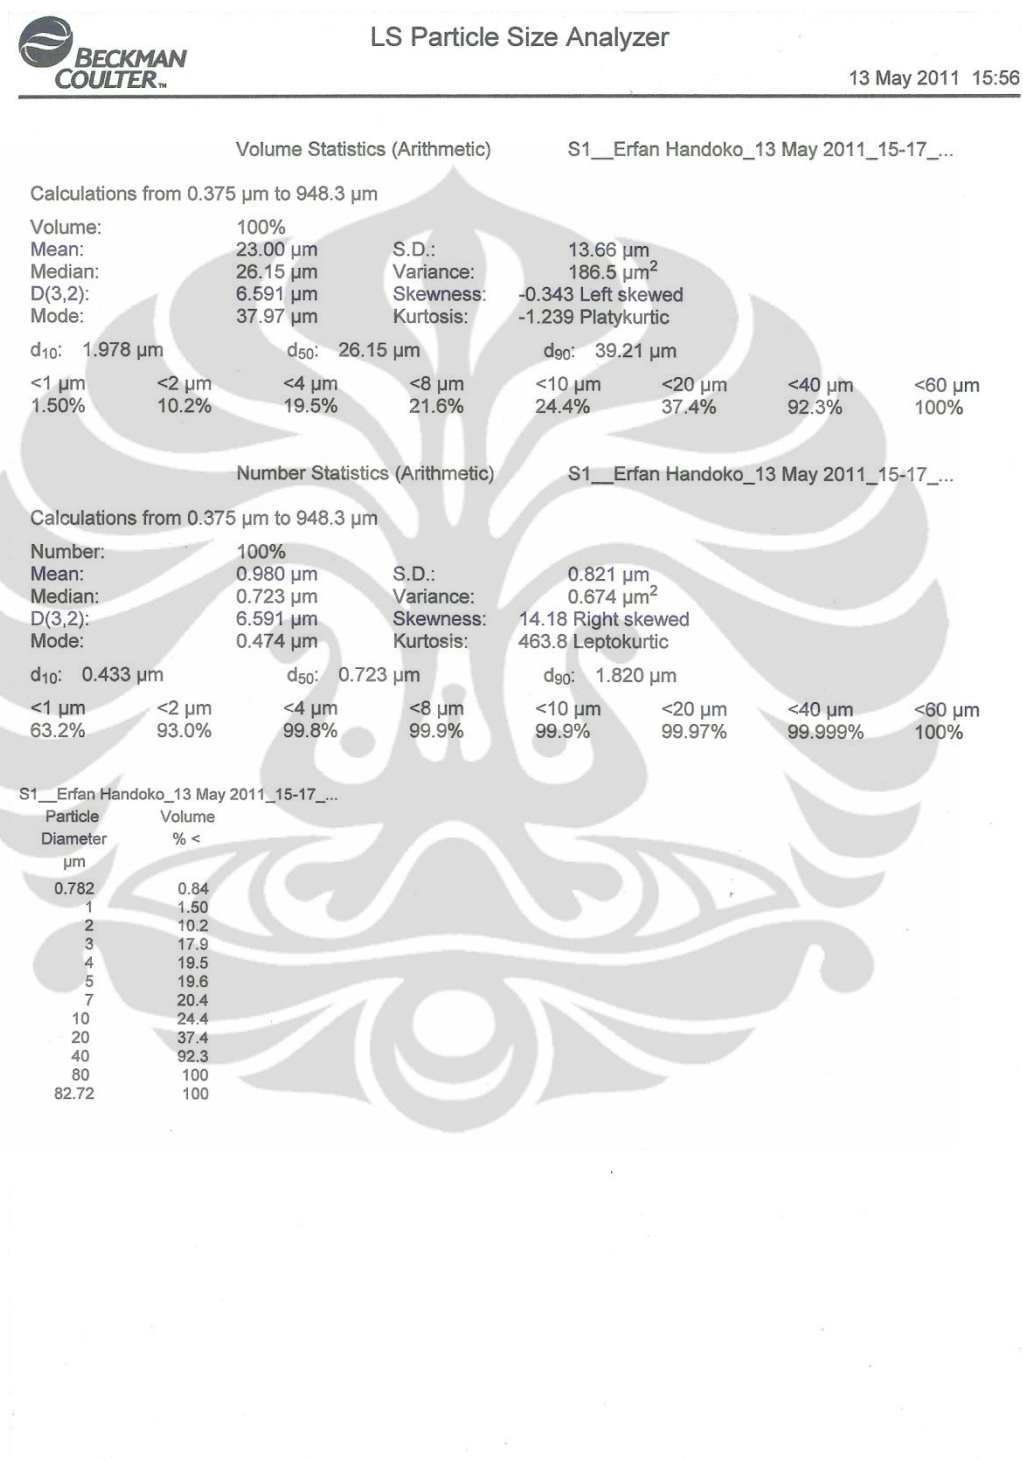 BECKMAN
COULTER™
LS Particle Size Analyzer
13 May 2011 15:56
Volume Statistics (Arithmetic) S1__Erfan Handoko_13 May 2011_15-17_...
Calculations from 0.375 µm to 948.3 µm
Volume: 100%
Mean: 23.00 µm S.D.: 13.66 µm
Median: 26.15 µm Variance: 186.5 µm²
D(3,2): 6.591 µm Skewness: -0.343 Left skewed
Mode: 37.97 µm Kurtosis: -1.239 Platykurtic
d₁₀: 1.978 µm d₅₀: 26.15 µm d₉₀: 39.21 µm
<1 µm <2 µm <4 µm <8 µm <10 µm <20 µm <40 µm <60 µm
1.50% 10.2% 19.5% 21.6% 24.4% 37.4% 92.3% 100%
Number Statistics (Arithmetic) S1__Erfan Handoko_13 May 2011_15-17_...
Calculations from 0.375 µm to 948.3 µm
Number: 100%
Mean: 0.980 µm S.D.: 0.821 µm
Median: 0.723 µm Variance: 0.674 µm²
D(3,2): 6.591 µm Skewness: 14.18 Right skewed
Mode: 0.474 µm Kurtosis: 463.8 Leptokurtic
d₁₀: 0.433 µm d₅₀: 0.723 µm d₉₀: 1.820 µm
<1 µm <2 µm <4 µm <8 µm <10 µm <20 µm <40 µm <60 µm
63.2% 93.0% 99.8% 99.9% 99.9% 99.97% 99.999% 100%
S1__Erfan Handoko_13 May 2011_15-17_...
Particle Volume
Diameter % <
µm
0.782 0.84
1 1.50
2 10.2
3 17.9
4 19.5
5 19.6
7 20.4
10 24.4
20 37.4
40 92.3
80 100
82.72 100